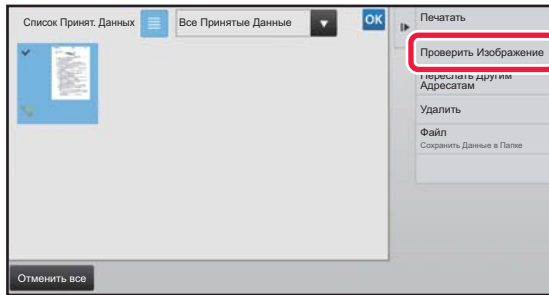 Список Принят. Данных
Все Принятые Данные
OK
Печатать
Проверить Изображение
Переслать Другим
Адресатам
Удалить
Файл
Сохранить Данные в Папке
Отменить все